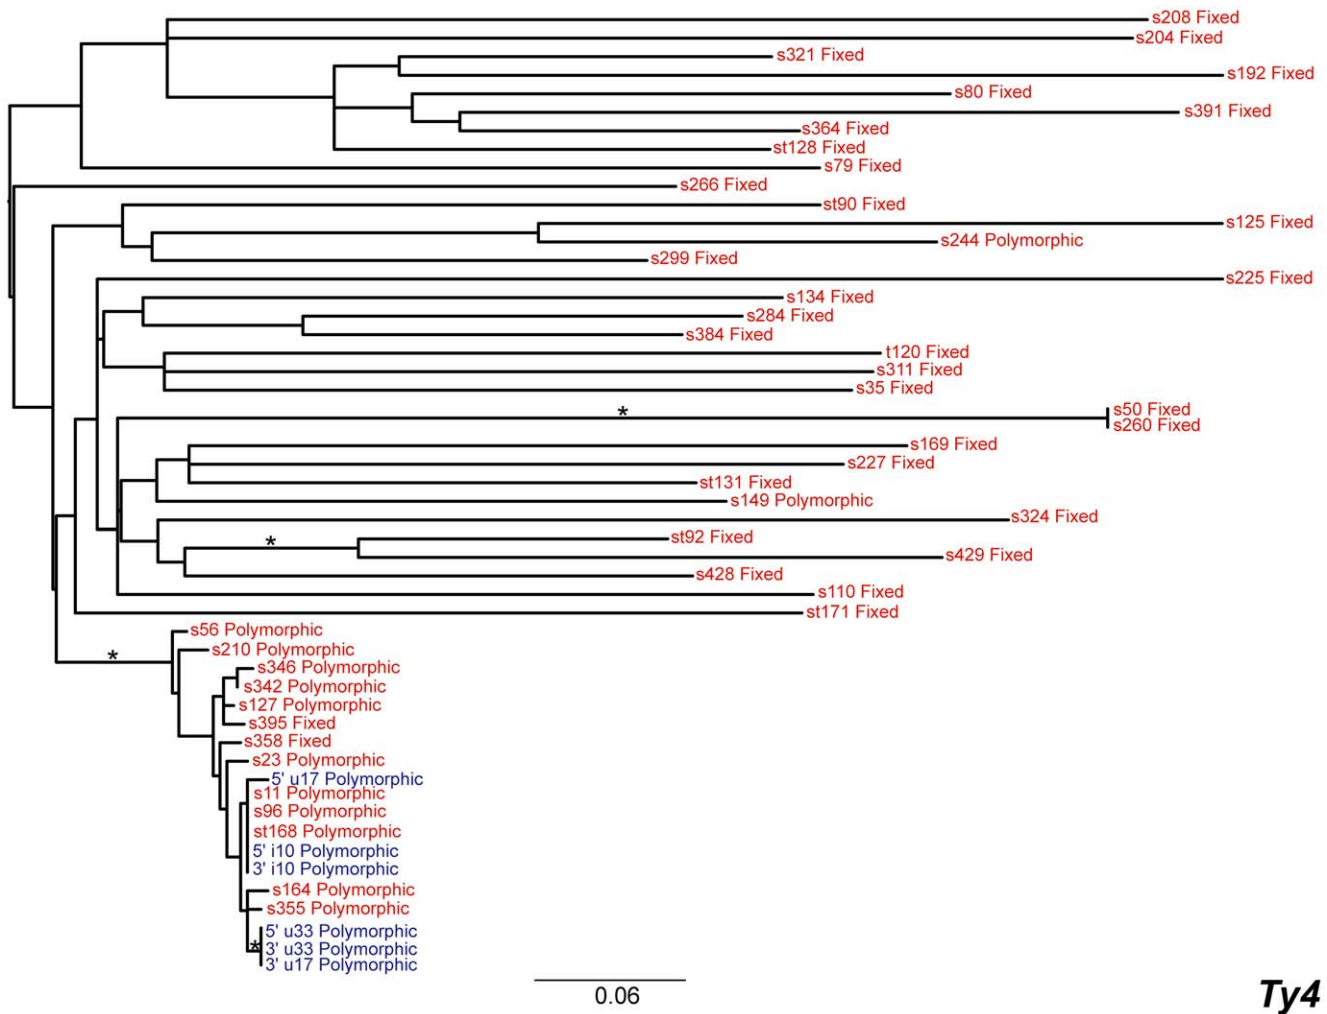 s208 Fixed
s204 Fixed
s321 Fixed
s192 Fixed
s80 Fixed
s391 Fixed
s364 Fixed
st128 Fixed
s79 Fixed
s266 Fixed
st90 Fixed
s125 Fixed
s244 Polymorphic
s299 Fixed
s225 Fixed
s134 Fixed
s284 Fixed
s384 Fixed
t120 Fixed
s311 Fixed
s35 Fixed
*
s50 Fixed
s260 Fixed
s169 Fixed
s227 Fixed
st131 Fixed
s149 Polymorphic
s324 Fixed
st92 Fixed
*
s429 Fixed
s428 Fixed
s110 Fixed
st171 Fixed
s56 Polymorphic
s210 Polymorphic
*
s346 Polymorphic
s342 Polymorphic
s127 Polymorphic
s395 Fixed
s358 Fixed
s23 Polymorphic
5' u17 Polymorphic
s11 Polymorphic
s96 Polymorphic
st168 Polymorphic
5' i10 Polymorphic
3' i10 Polymorphic
s164 Polymorphic
s355 Polymorphic
5' u33 Polymorphic
* 3' u33 Polymorphic
3' u17 Polymorphic
0.06
Ty4